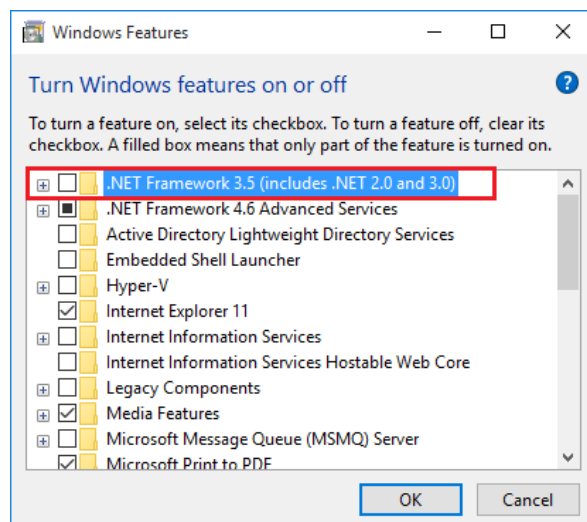 Windows Features
Turn Windows features on or off
?
To turn a feature on, select its checkbox. To turn a feature off, clear its
checkbox. A filled box means that only part of the feature is turned on.
.NET Framework 3.5 (includes .NET 2.0 and 3.0)
.NET Framework 4.6 Advanced Services
Active Directory Lightweight Directory Services
Embedded Shell Launcher
Hyper-V
Internet Explorer 11
Internet Information Services
Internet Information Services Hostable Web Core
Legacy Components
Media Features
Microsoft Message Queue (MSMQ) Server
Microsoft Print to PDF
OK
Cancel